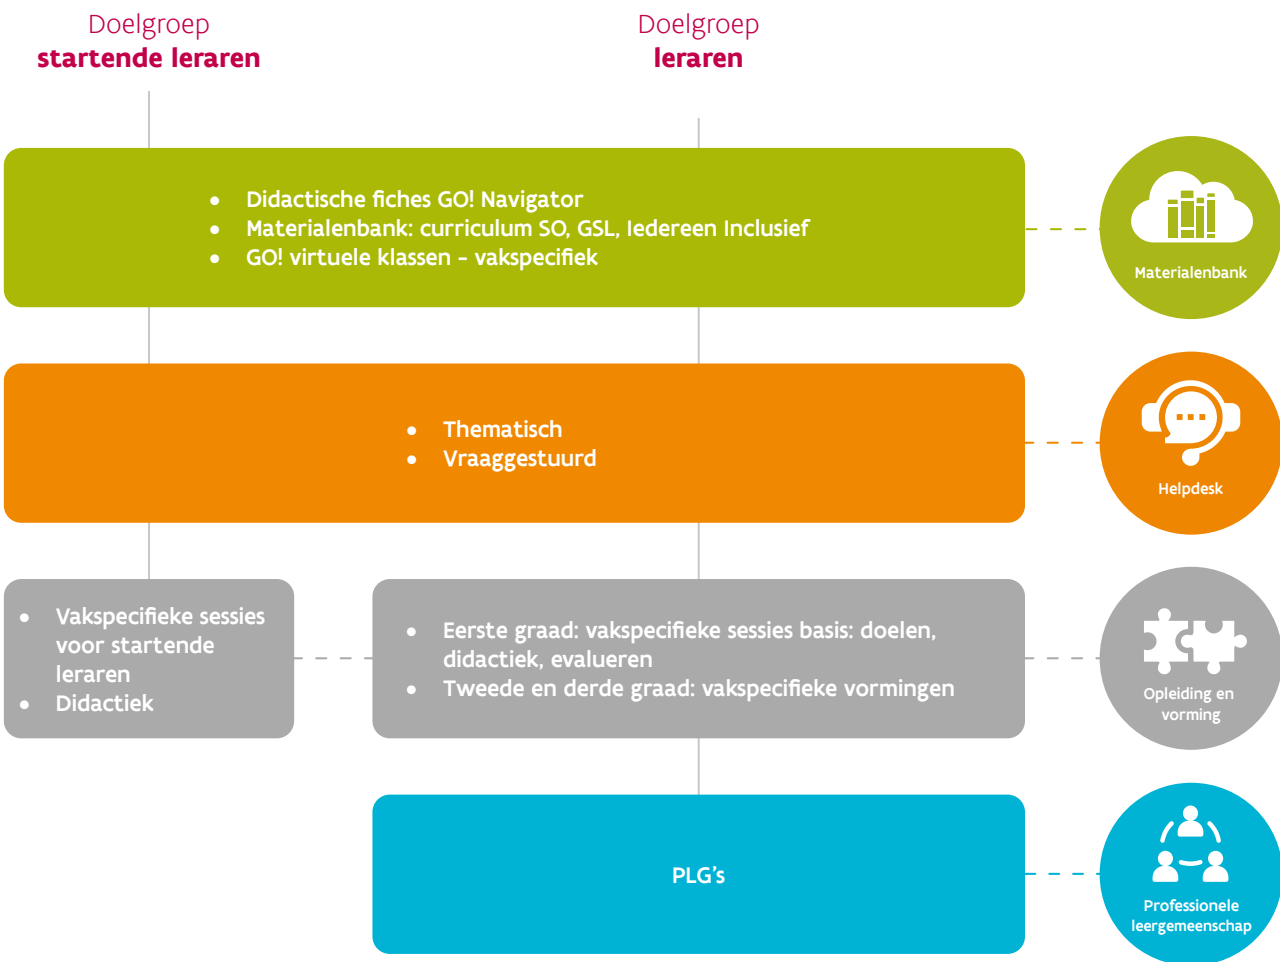 Doelgroep
startende leraren
Doelgroep
leraren
• Didactische fiches GO! Navigator
• Materialenbank: curriculum SO, GSL, Iedereen Inclusief
• GO! virtuele klassen - vakspecifiek
Materialenbank
• Thematisch
• Vraaggestuurd
Helpdesk
• Vakspecifieke sessies
voor startende
leraren
• Didactiek
• Eerste graad: vakspecifieke sessies basis: doelen,
didactiek, evalueren
• Tweede en derde graad: vakspecifieke vormingen
Opleiding en
vorming
PLG's
Professionele
leergemeenschap